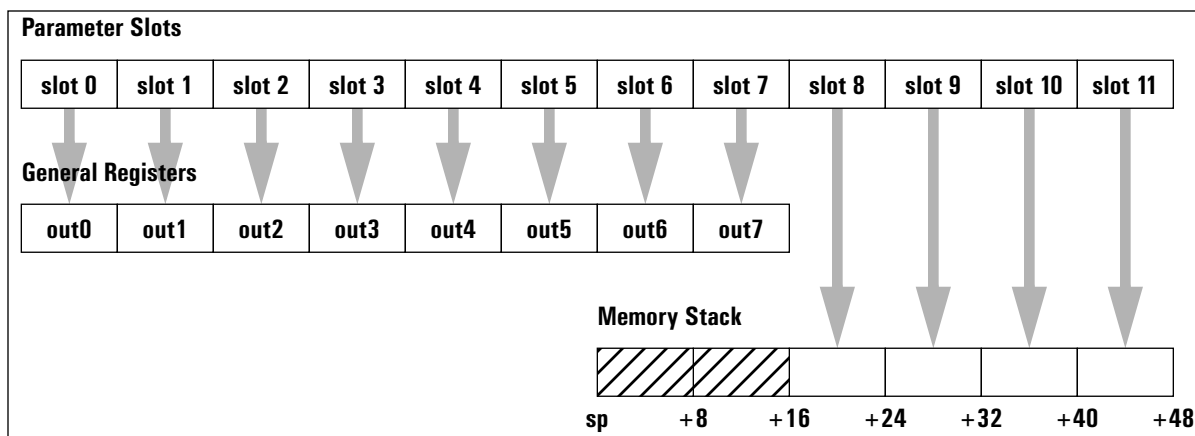 Parameter Slots
slot 0 slot 1 slot 2 slot 3 slot 4 slot 5 slot 6 slot 7 slot 8 slot 9 slot 10 slot 11
General Registers
out0 out1 out2 out3 out4 out5 out6 out7
Memory Stack
sp +8 +16 +24 +32 +40 +48